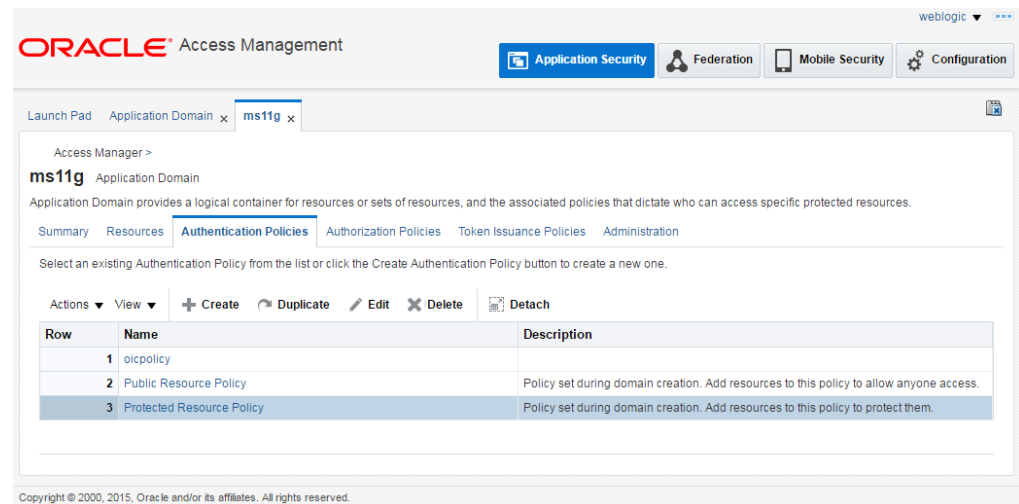 weblogic
ORACLE® Access Management
Application Security Federation Mobile Security Configuration
Launch Pad Application Domain x ms11g x
Access Manager >
ms11g Application Domain
Application Domain provides a logical container for resources or sets of resources, and the associated policies that dictate who can access specific protected resources.
Summary Resources Authentication Policies Authorization Policies Token Issuance Policies Administration
Select an existing Authentication Policy from the list or click the Create Authentication Policy button to create a new one.
Actions View Create Duplicate Edit Delete Detach
Row Name Description
1 oicpolicy
2 Public Resource Policy Policy set during domain creation. Add resources to this policy to allow anyone access.
3 Protected Resource Policy Policy set during domain creation. Add resources to this policy to protect them.
Copyright © 2000, 2015, Oracle and/or its affiliates. All rights reserved.